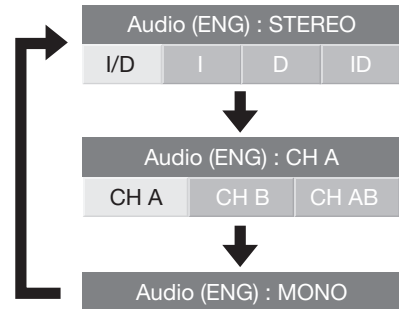 Audio (ENG) : STEREO
I/D I D ID
Audio (ENG) : CH A
CH A CH B CH AB
Audio (ENG) : MONO